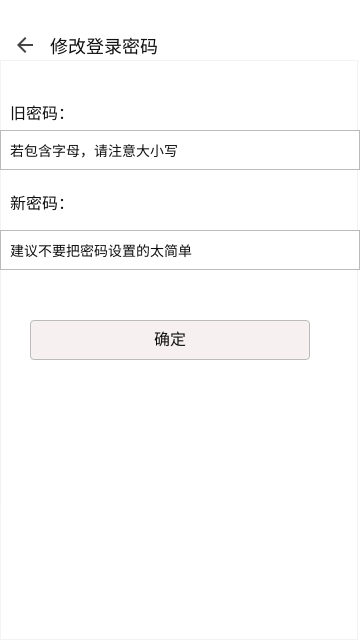 修改登录密码
旧密码：
若包含字母，请注意大小写
新密码：
建议不要把密码设置的太简单
确定